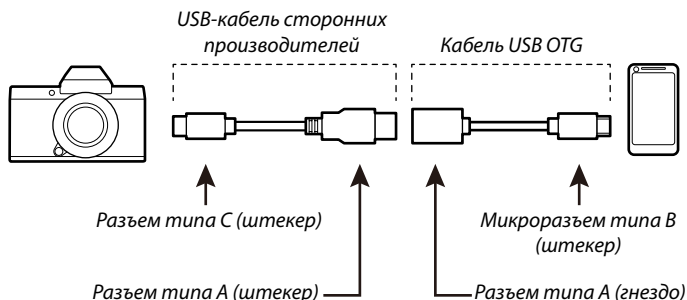 USB-кабель сторонних
производителей
Кабель USB OTG
Разъем типа C (штекер)
Микроразъем типа B
(штекер)
Разъем типа A (штекер)
Разъем типа A (гнездо)